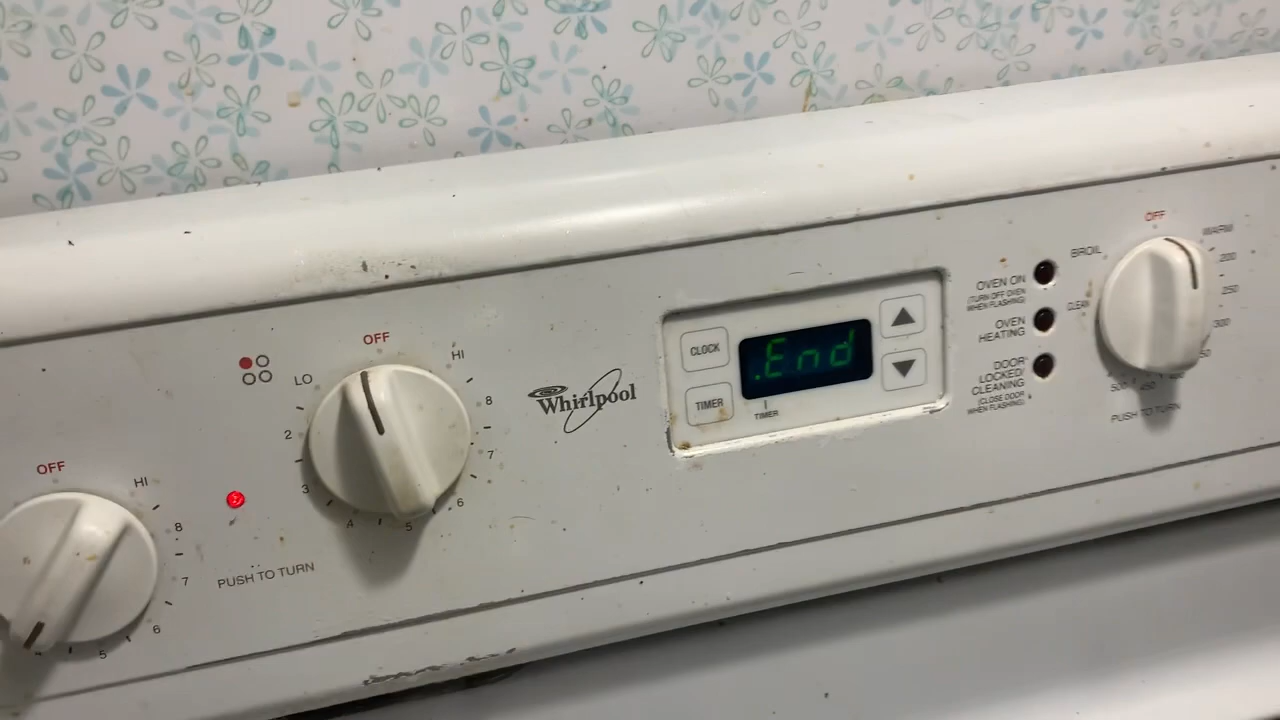 OFF
HI
8
7
6
5
PUSH TO TURN
OFF
LO
HI
2
3
4
5
6
7
8
Whirlpool
CLOCK
TIMER
.End
TIMER
OVEN ON
(TURN OFF OVEN
WHEN FLASHING)
OVEN
HEATING
DOOR
LOCKED/
CLEANING
(CLOSE DOOR
WHEN FLASHING)
OFF
BROIL
WARM
CLEAN
200
250
300
500
450
PUSH TO TURN